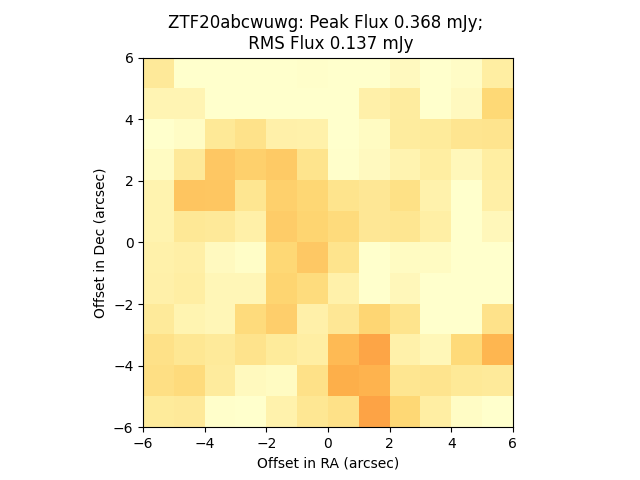 ZTF20abcwuwg: Peak Flux 0.368 mJy;
RMS Flux 0.137 mJy
6
4
2
0
−2
−4
−6
Offset in Dec (arcsec)
−6 −4 −2 0 2 4 6
Offset in RA (arcsec)